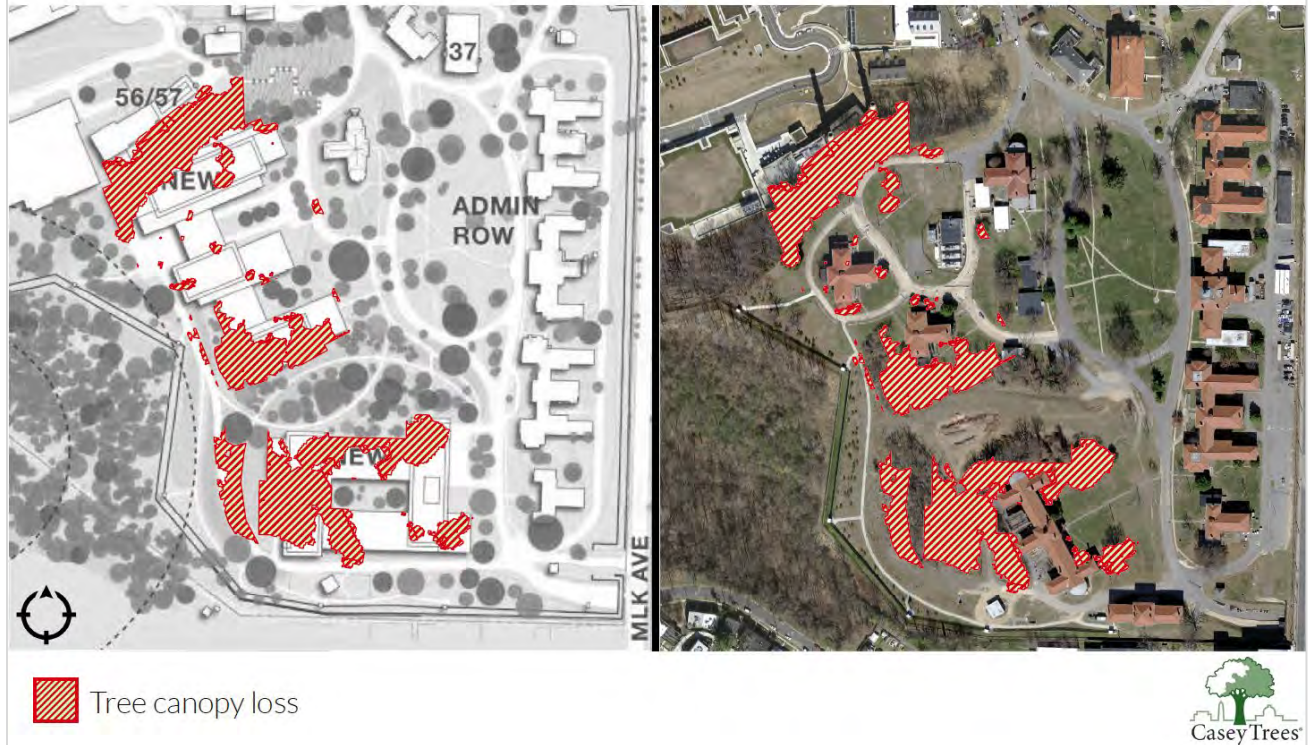 37
56/57
NEW
ADMIN
ROW
NEW
MLK AVE
Tree canopy loss
Casey Trees